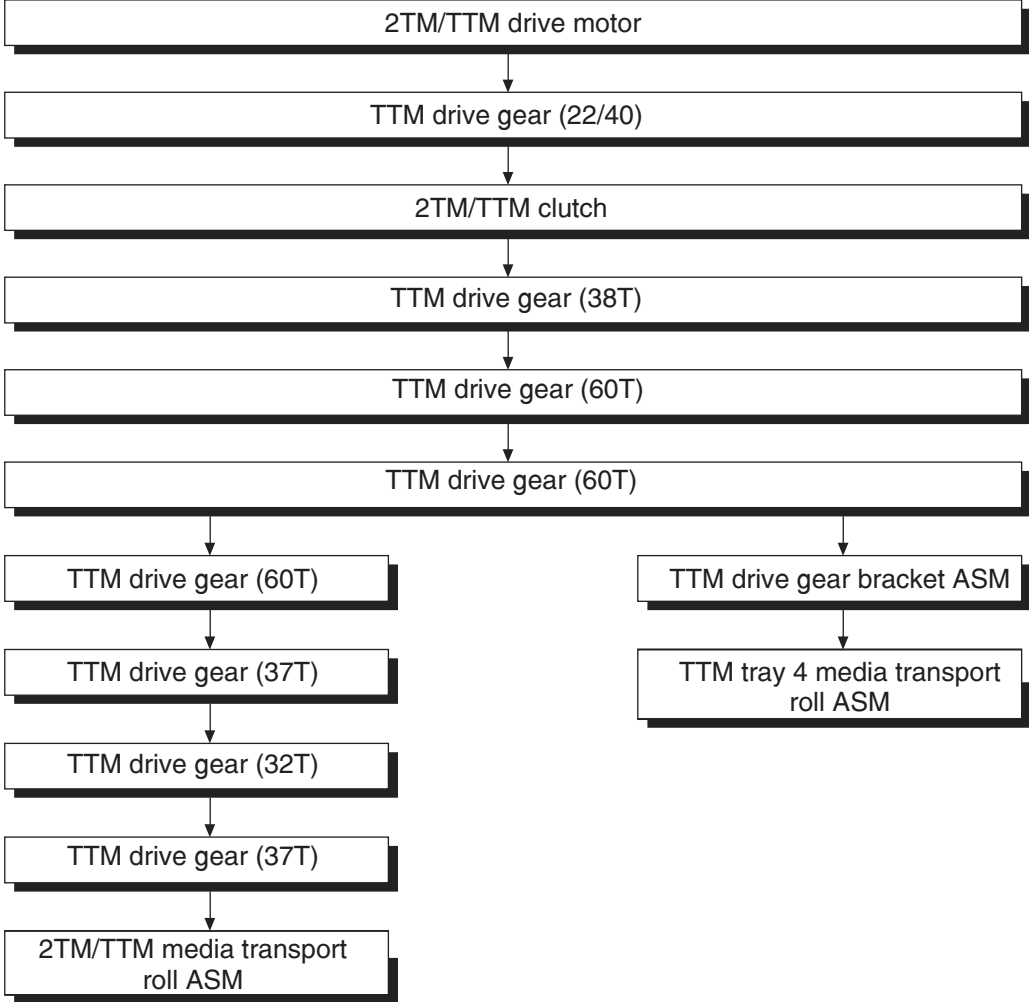 2TM/TTM drive motor
TTM drive gear (22/40)
2TM/TTM clutch
TTM drive gear (38T)
TTM drive gear (60T)
TTM drive gear (60T)
TTM drive gear (60T)
TTM drive gear (37T)
TTM drive gear (32T)
TTM drive gear (37T)
2TM/TTM media transport
roll ASM
TTM drive gear bracket ASM
TTM tray 4 media transport
roll ASM